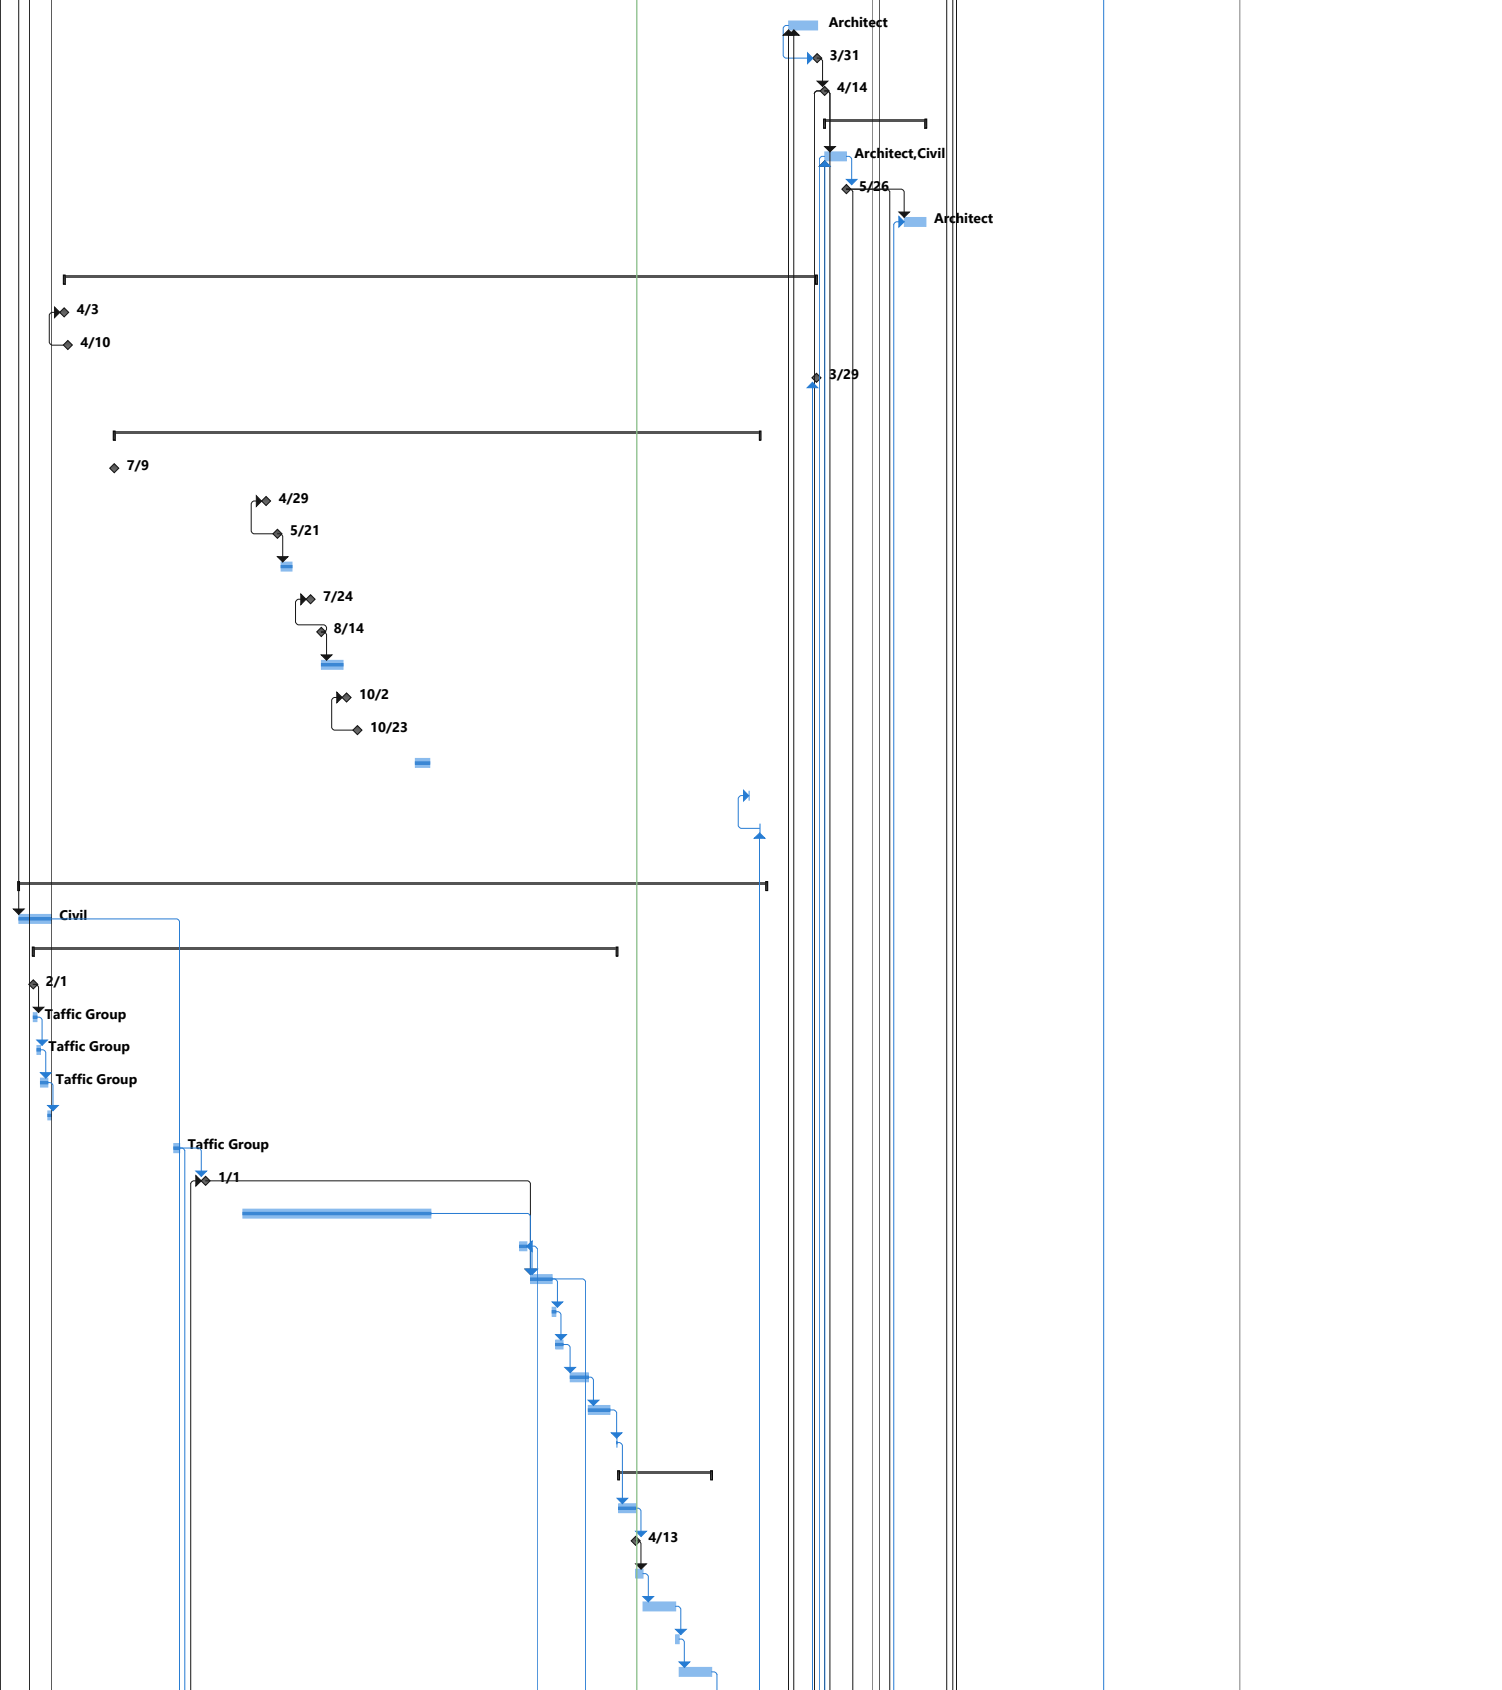 Architect
3/31
4/14
Architect,Civil
5/26
Architect
4/3
4/10
3/29
7/9
4/29
5/21
7/24
8/14
10/2
10/23
Civil
2/1
Taffic Group
Taffic Group
Taffic Group
Taffic Group
1/1
4/13